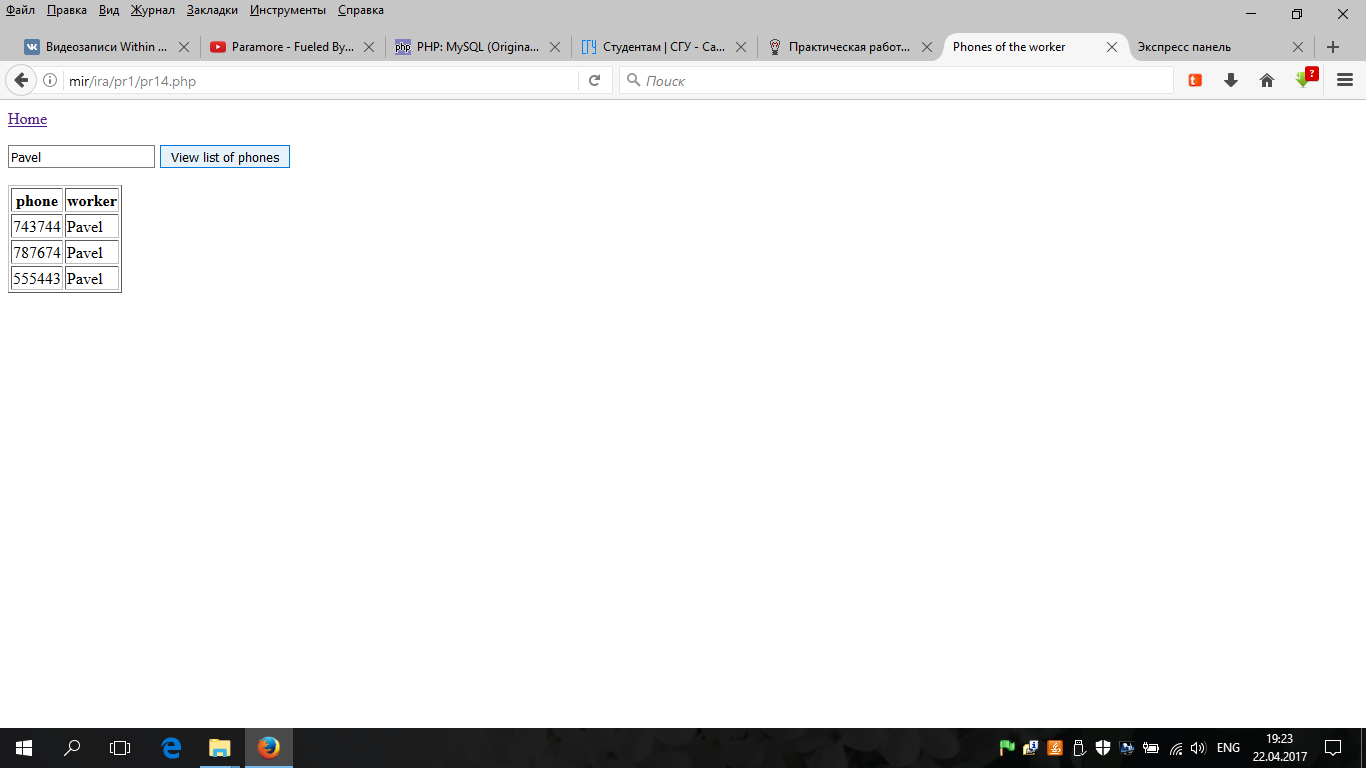 Файл Правка Вид Журнал Закладки Инструменты Справка
Видеозаписи Within ... Paramore - Fueled By... php PHP: MySQL (Origina... Студентам | СГУ - Са... Практическая работ... Phones of the worker Экспресс панель
mir/ira/pr1/pr14.php Поиск t ?
Home
Pavel View list of phones
phone worker
743744 Pavel
787674 Pavel
555443 Pavel
ENG 19:23
22.04.2017